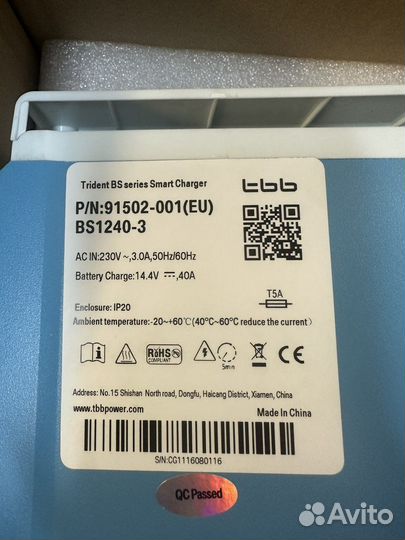 Trident BS series Smart Charger
tbb
P/N:91502-001(EU)
BS1240-3
AC IN:230V~,3.0A,50Hz/60Hz
Battery Charge:14.4V⎓,40A
T5A
Enclosure: IP20
Ambient temperature:-20~+60℃(40℃~60℃ reduce the current)
i
RoHS
COMPLIANT
5min
CE
Address: No.15 Shishan North road, Dongfu, Haicang District, Xiamen, China
www.tbbpower.com
Made In China
S/N:CG1116080116
QC Passed
Avito